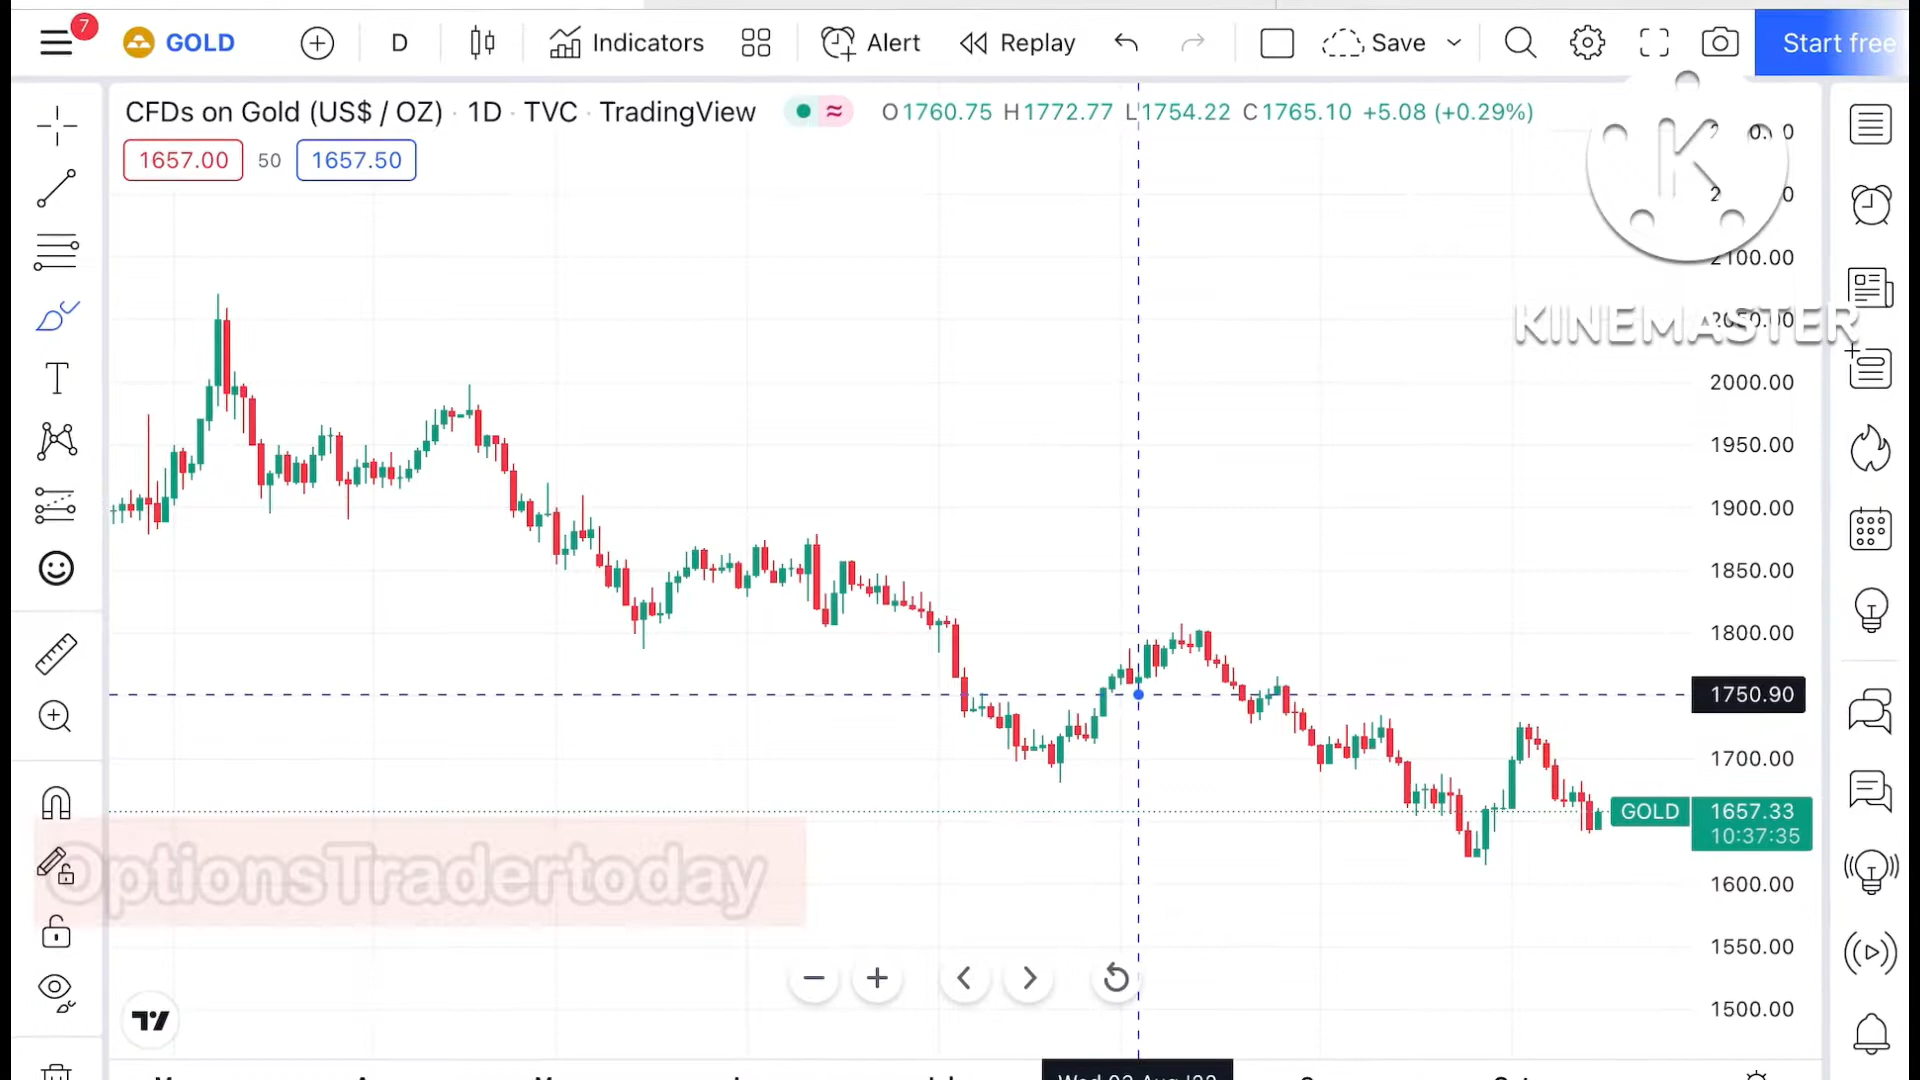 7
GOLD
D
Indicators
Alert
Replay
Save
Start free
CFDs on Gold (US$ / OZ) · 1D · TVC · TradingView
O1760.75 H1772.77 L1754.22 C1765.10 +5.08 (+0.29%)
1657.00
50
1657.50
K
KINEMASTER
2100.00
2050.00
2000.00
1950.00
1900.00
1850.00
1800.00
1750.90
1700.00
GOLD
1657.33
10:37:35
1600.00
1550.00
1500.00
OptionsTradertoday